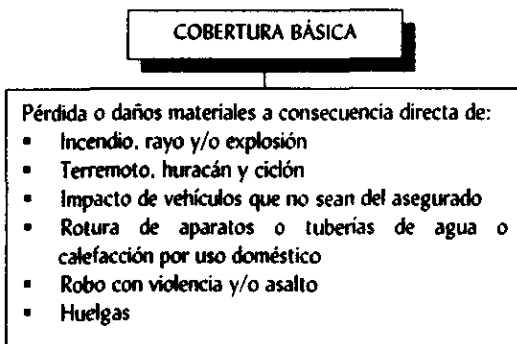 COBERTURA BÁSICA
Pérdida o daños materiales a consecuencia directa de:
▪ Incendio, rayo y/o explosión
▪ Terremoto, huracán y ciclón
▪ Impacto de vehículos que no sean del asegurado
▪ Rotura de aparatos o tuberías de agua o
calefacción por uso doméstico
▪ Robo con violencia y/o asalto
▪ Huelgas